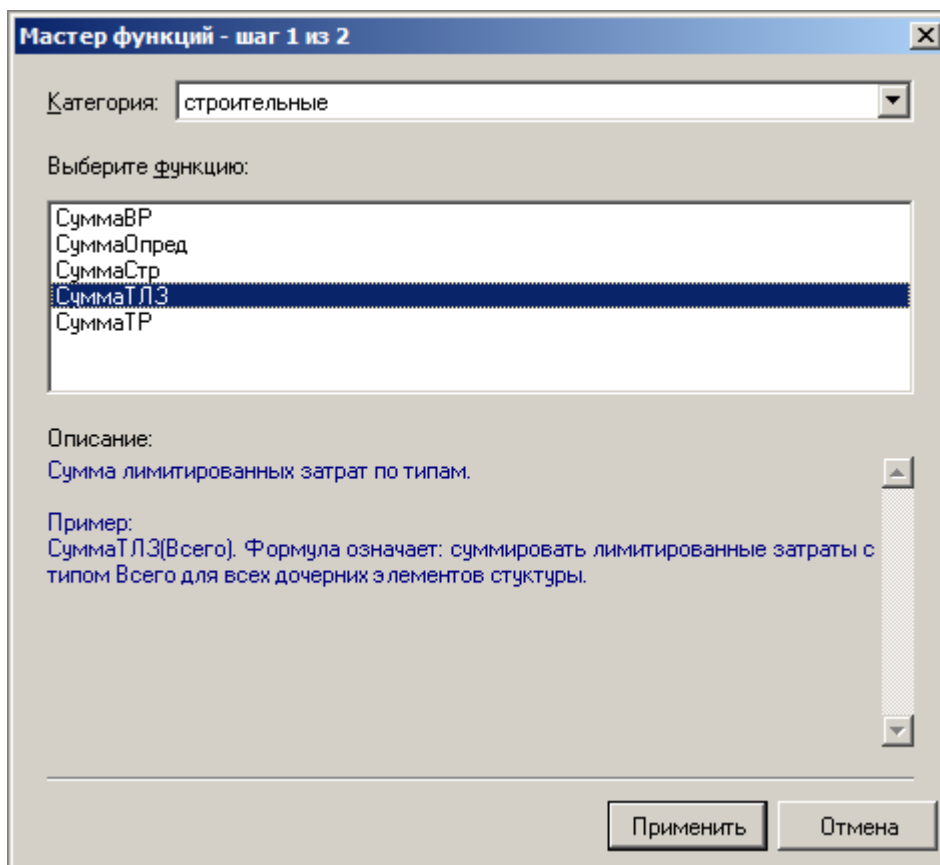 Мастер функций - шаг 1 из 2
Категория: строительные
Выберите функцию:
СуммаВР
СуммаОпред
СуммаСтр
СуммаТЛЗ
СуммаТР
Описание:
Сумма лимитированных затрат по типам.
Пример:
СуммаТЛЗ(Всего). Формула означает: суммировать лимитированные затраты с
типом Всего для всех дочерних элементов стуктуры.
Применить Отмена